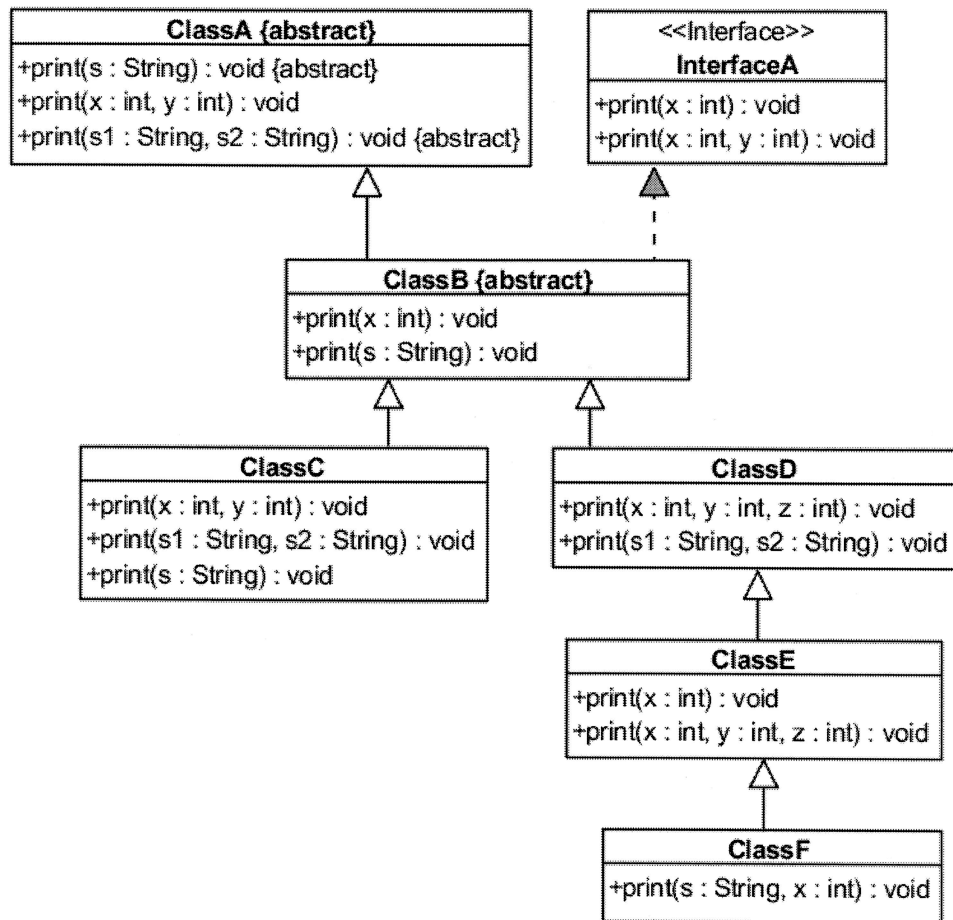 ClassA {abstract}
+print(s : String) : void {abstract}
+print(x : int, y : int) : void
+print(s1 : String, s2 : String) : void {abstract}
<<Interface>>
InterfaceA
+print(x : int) : void
+print(x : int, y : int) : void
ClassB {abstract}
+print(x : int) : void
+print(s : String) : void
ClassC
+print(x : int, y : int) : void
+print(s1 : String, s2 : String) : void
+print(s : String) : void
ClassD
+print(x : int, y : int, z : int) : void
+print(s1 : String, s2 : String) : void
ClassE
+print(x : int) : void
+print(x : int, y : int, z : int) : void
ClassF
+print(s : String, x : int) : void